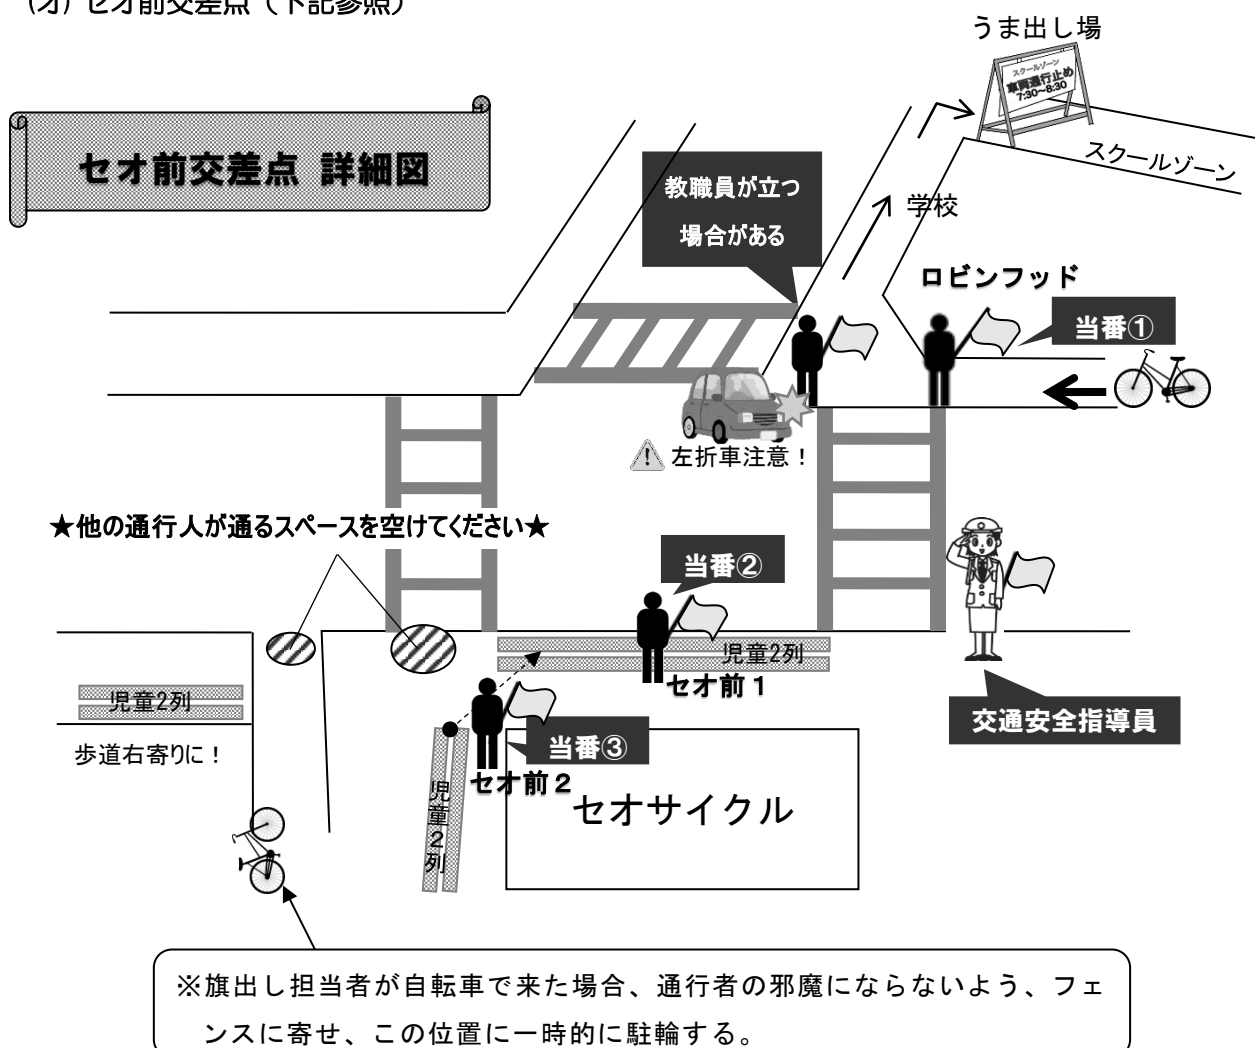 (オ) セオ前交差点（下記参照）
うま出し場
スクールゾーン
車両通行止め
7:30～8:30
セオ前交差点 詳細図
スクールゾーン
教職員が立つ
場合がある
学校
ロビンフッド
当番①
左折車注意！
★他の通行人が通るスペースを空けてください★
当番②
児童2列
セオ前１
児童2列
歩道右寄りに！
交通安全指導員
当番③
セオ前２
児童２列
セオサイクル
※旗出し担当者が自転車で来た場合、通行者の邪魔にならないよう、フェ
ンスに寄せ、この位置に一時的に駐輪する。